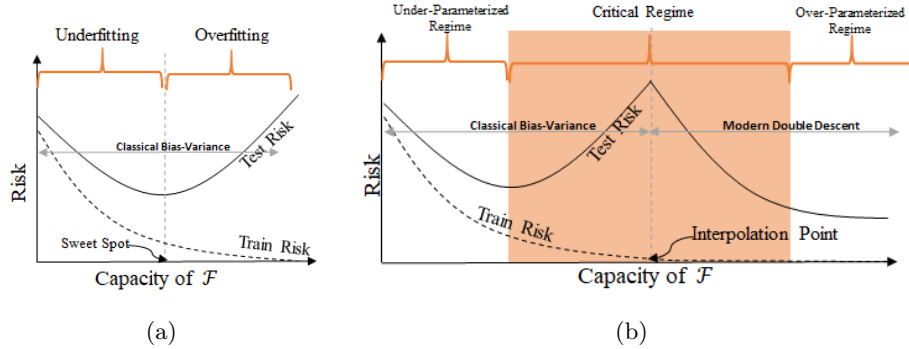 Underfitting
Overfitting
Classical Bias-Variance
Test Risk
Train Risk
Sweet Spot
Risk
Capacity of ℱ
(a)
Under-Parameterized
Regime
Critical Regime
Over-Parameterized
Regime
Classical Bias-Variance
Test Risk
Modern Double Descent
Train Risk
Interpolation Point
Risk
Capacity of ℱ
(b)